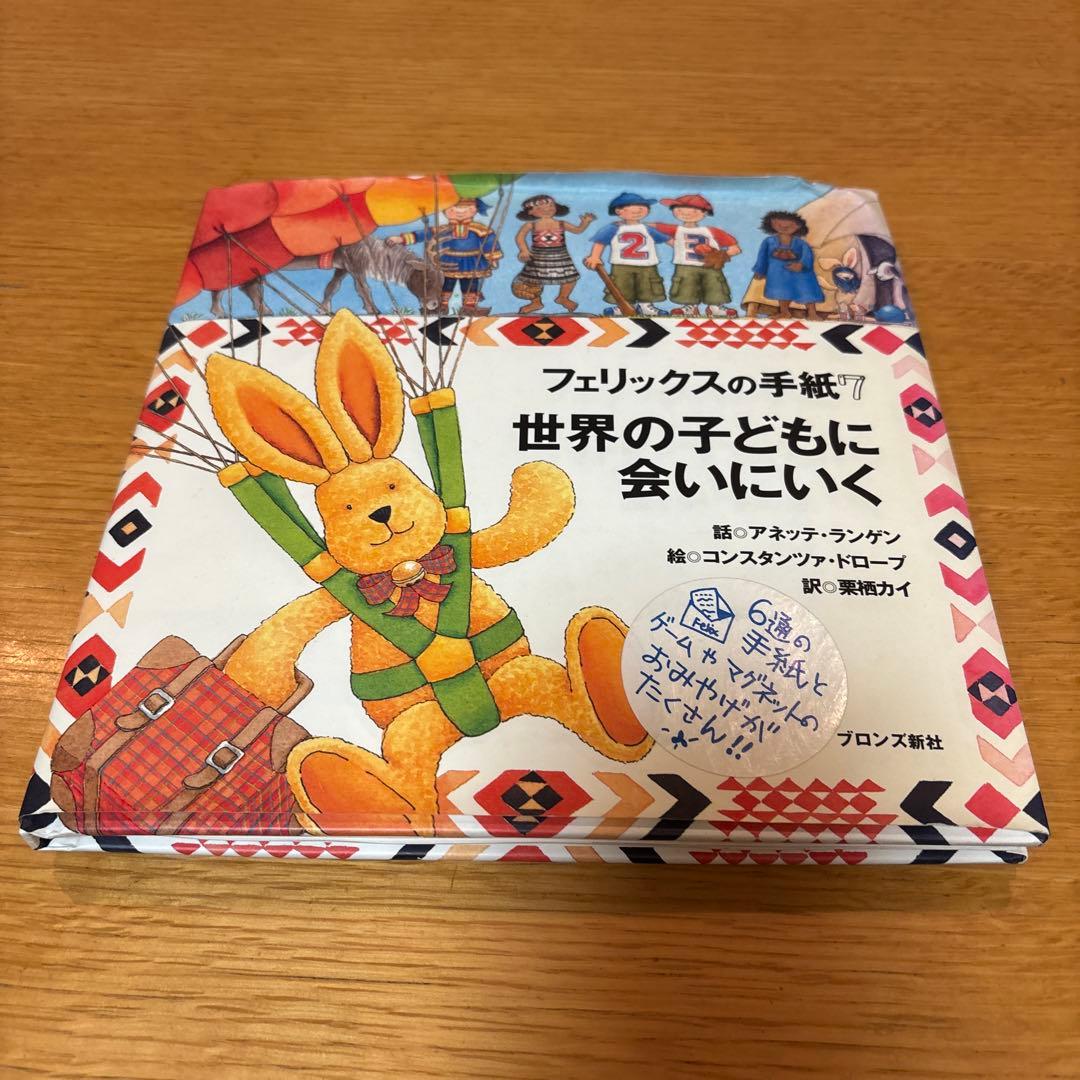 フェリックスの手紙7
世界の子どもに
会いにいく
話◎アネッテ・ランゲン
絵◎コンスタンツァ・ドロープ
訳◎栗栖カイ
Felix
6通の
手紙と
ゲームやマグネットの
おみやげが
たくさん!!
ブロンズ新社
2
3